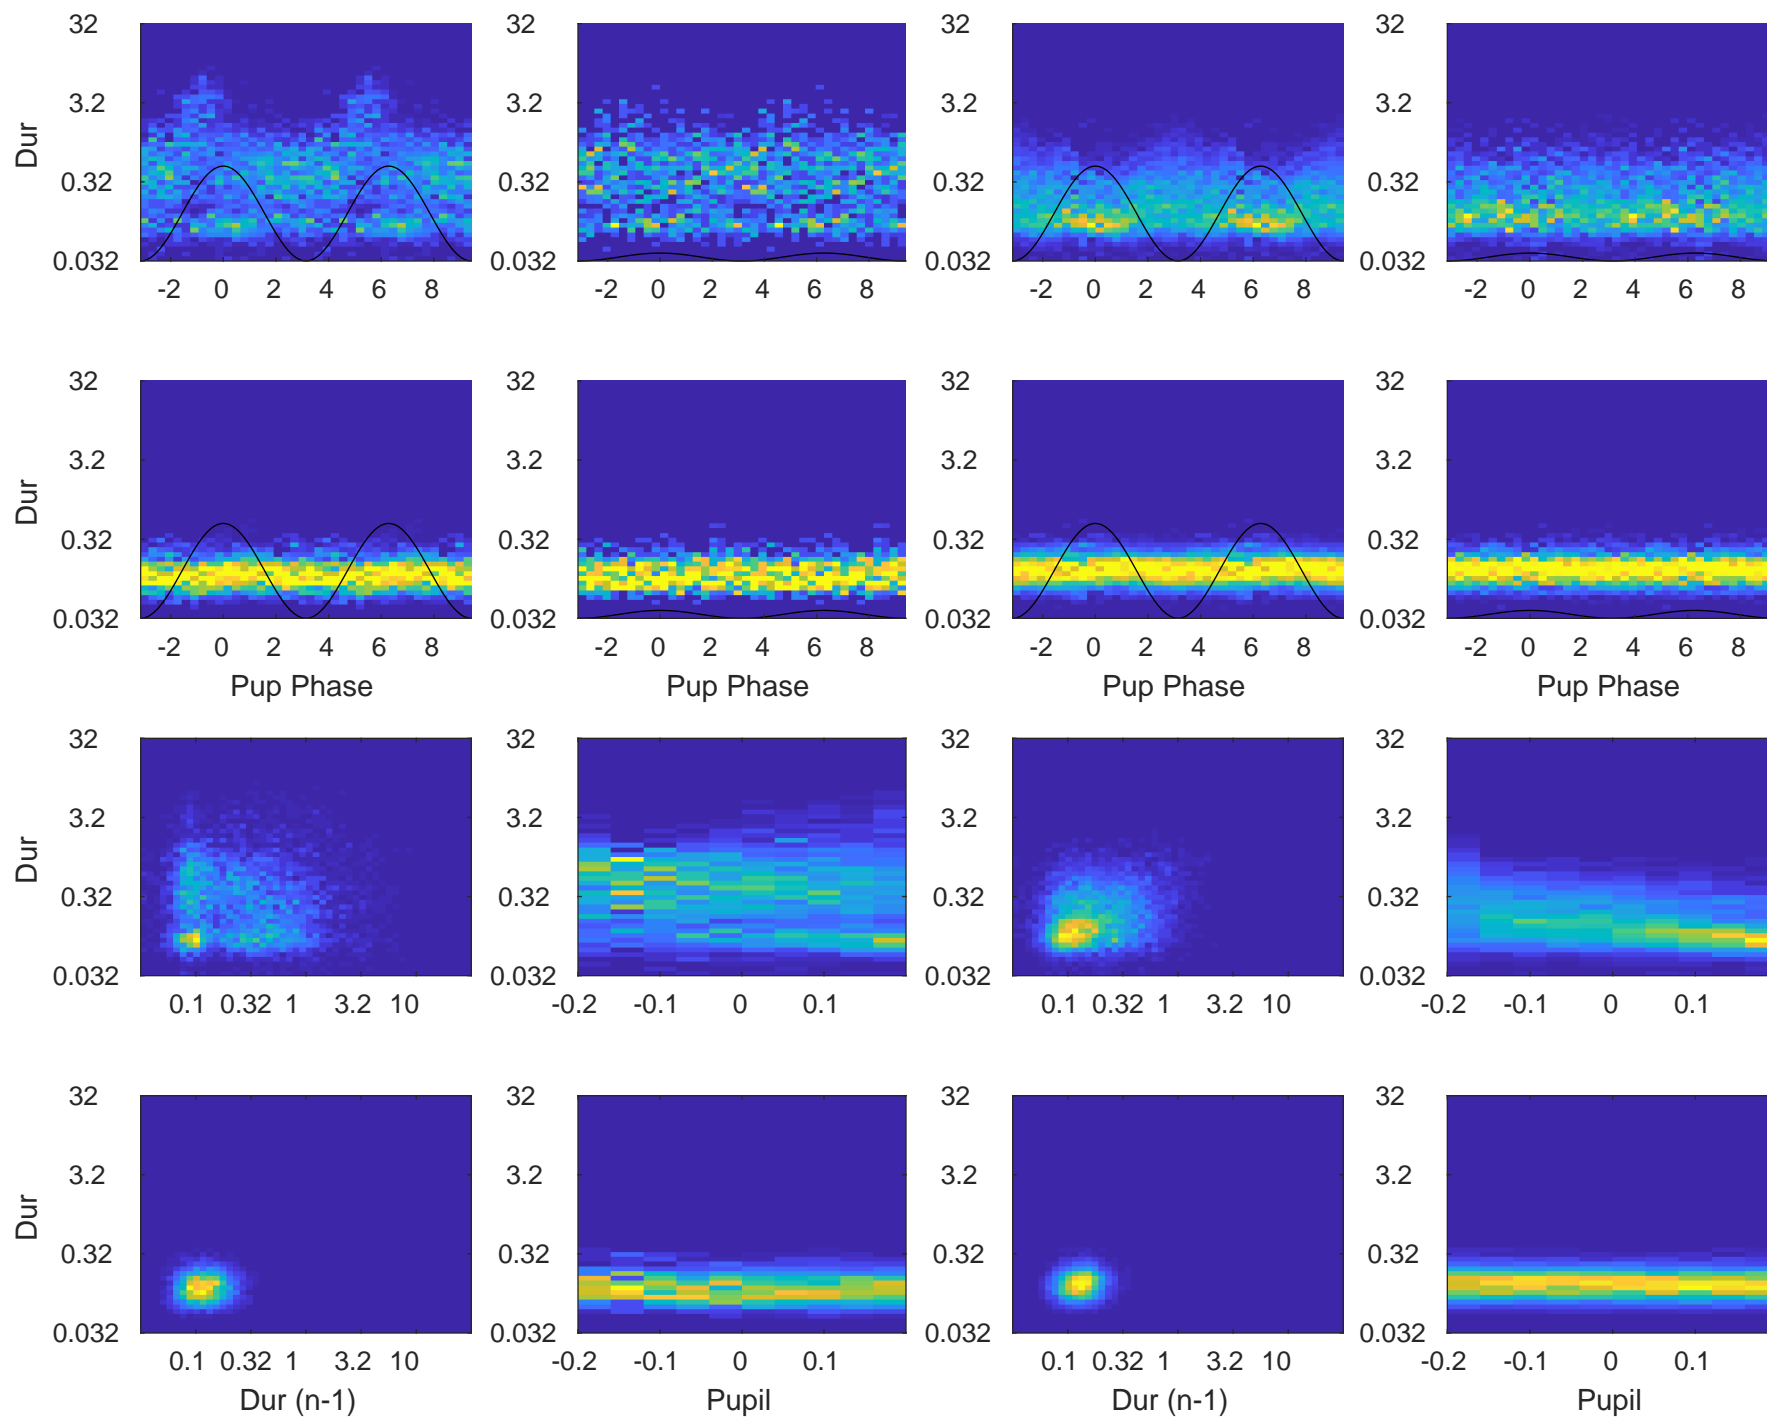 32 32 32 32
Dur 3.2 3.2 3.2 3.2
0.32 0.32 0.32 0.32
0.032 0.032 0.032 0.032
-2 0 2 4 6 8 -2 0 2 4 6 8 -2 0 2 4 6 8 -2 0 2 4 6 8
32 32 32 32
3.2 3.2 3.2 3.2
Dur 0.32 0.32 0.32 0.32
0.032 0.032 0.032 0.032
-2 0 2 4 6 8 -2 0 2 4 6 8 -2 0 2 4 6 8 -2 0 2 4 6 8
Pup Phase Pup Phase Pup Phase Pup Phase
32 32 32 32
3.2 3.2 3.2 3.2
Dur 0.32 0.32 0.32 0.32
0.032 0.032 0.032 0.032
0.1 0.32 1 3.2 10 -0.2 -0.1 0 0.1 0.1 0.32 1 3.2 10 -0.2 -0.1 0 0.1
32 32 32 32
3.2 3.2 3.2 3.2
Dur 0.32 0.32 0.32 0.32
0.032 0.032 0.032 0.032
0.1 0.32 1 3.2 10 -0.2 -0.1 0 0.1 0.1 0.32 1 3.2 10 -0.2 -0.1 0 0.1
Dur (n-1) Pupil Dur (n-1) Pupil